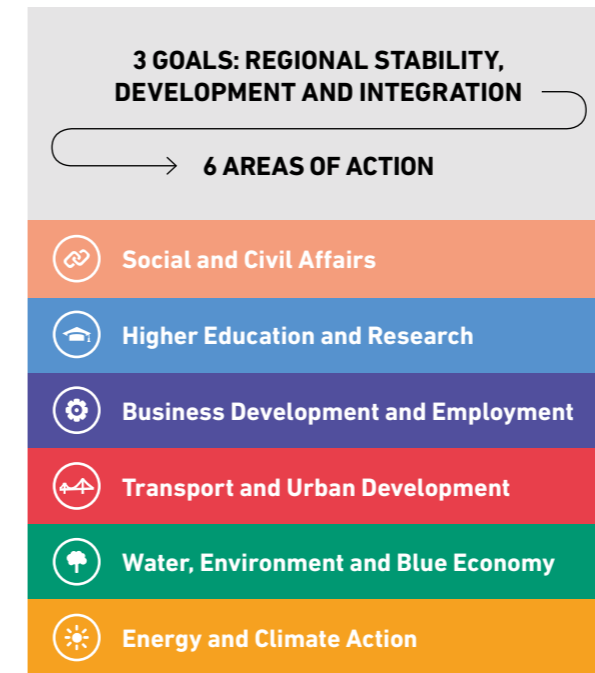 3 GOALS: REGIONAL STABILITY,
DEVELOPMENT AND INTEGRATION
6 AREAS OF ACTION
Social and Civil Affairs
Higher Education and Research
Business Development and Employment
Transport and Urban Development
Water, Environment and Blue Economy
Energy and Climate Action